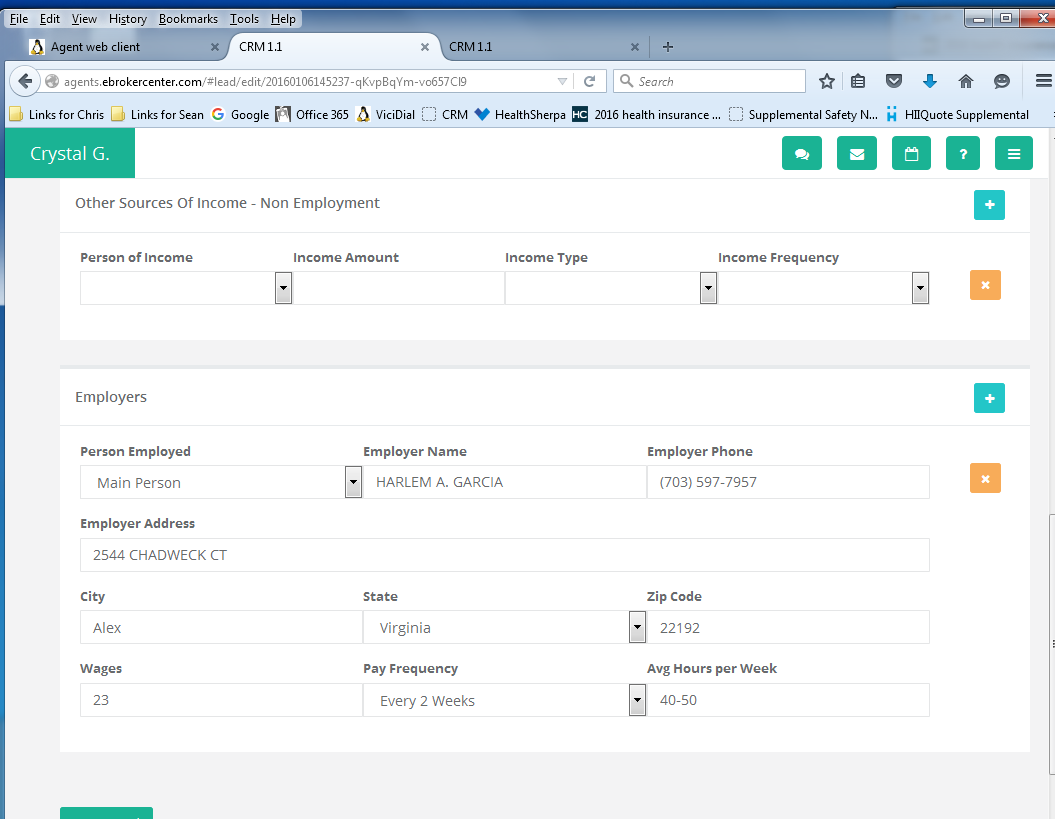 File Edit View History Bookmarks Tools Help
Agent web client CRM 1.1 CRM 1.1
agents.ebrokercenter.com/#lead/edit/20160106145237-qKvpBqYm-vo657Cl9 Search
Links for Chris Links for Sean Google Office 365 ViciDial CRM HealthSherpa HC 2016 health insurance ... Supplemental Safety N... HIIQuote Supplemental
Crystal G. ?
Other Sources Of Income - Non Employment
Person of Income Income Amount Income Type Income Frequency
Employers
Person Employed Employer Name Employer Phone
Main Person HARLEM A. GARCIA (703) 597-7957
Employer Address
2544 CHADWECK CT
City State Zip Code
Alex Virginia 22192
Wages Pay Frequency Avg Hours per Week
23 Every 2 Weeks 40-50